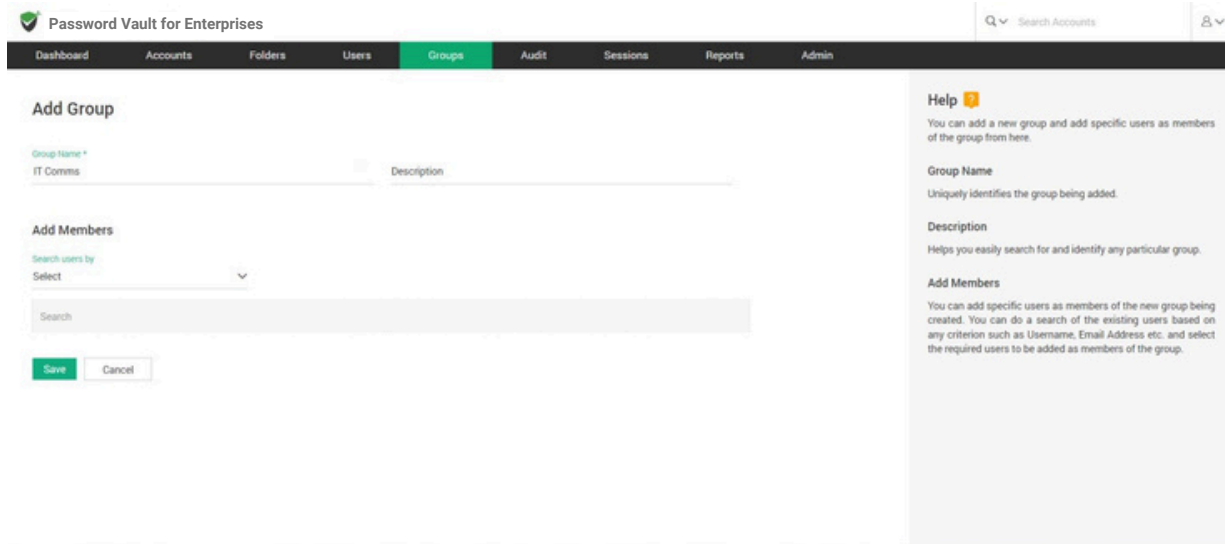 Password Vault for Enterprises
Search Accounts
Dashboard Accounts Folders Users Groups Audit Sessions Reports Admin
Add Group
Group Name *
IT Comms
Description
Add Members
Search users by
Select
Search
Save Cancel
Help ?
You can add a new group and add specific users as members
of the group from here.
Group Name
Uniquely identifies the group being added.
Description
Helps you easily search for and identify any particular group.
Add Members
You can add specific users as members of the new group being
created. You can do a search of the existing users based on
any criterion such as Username, Email Address etc. and select
the required users to be added as members of the group.